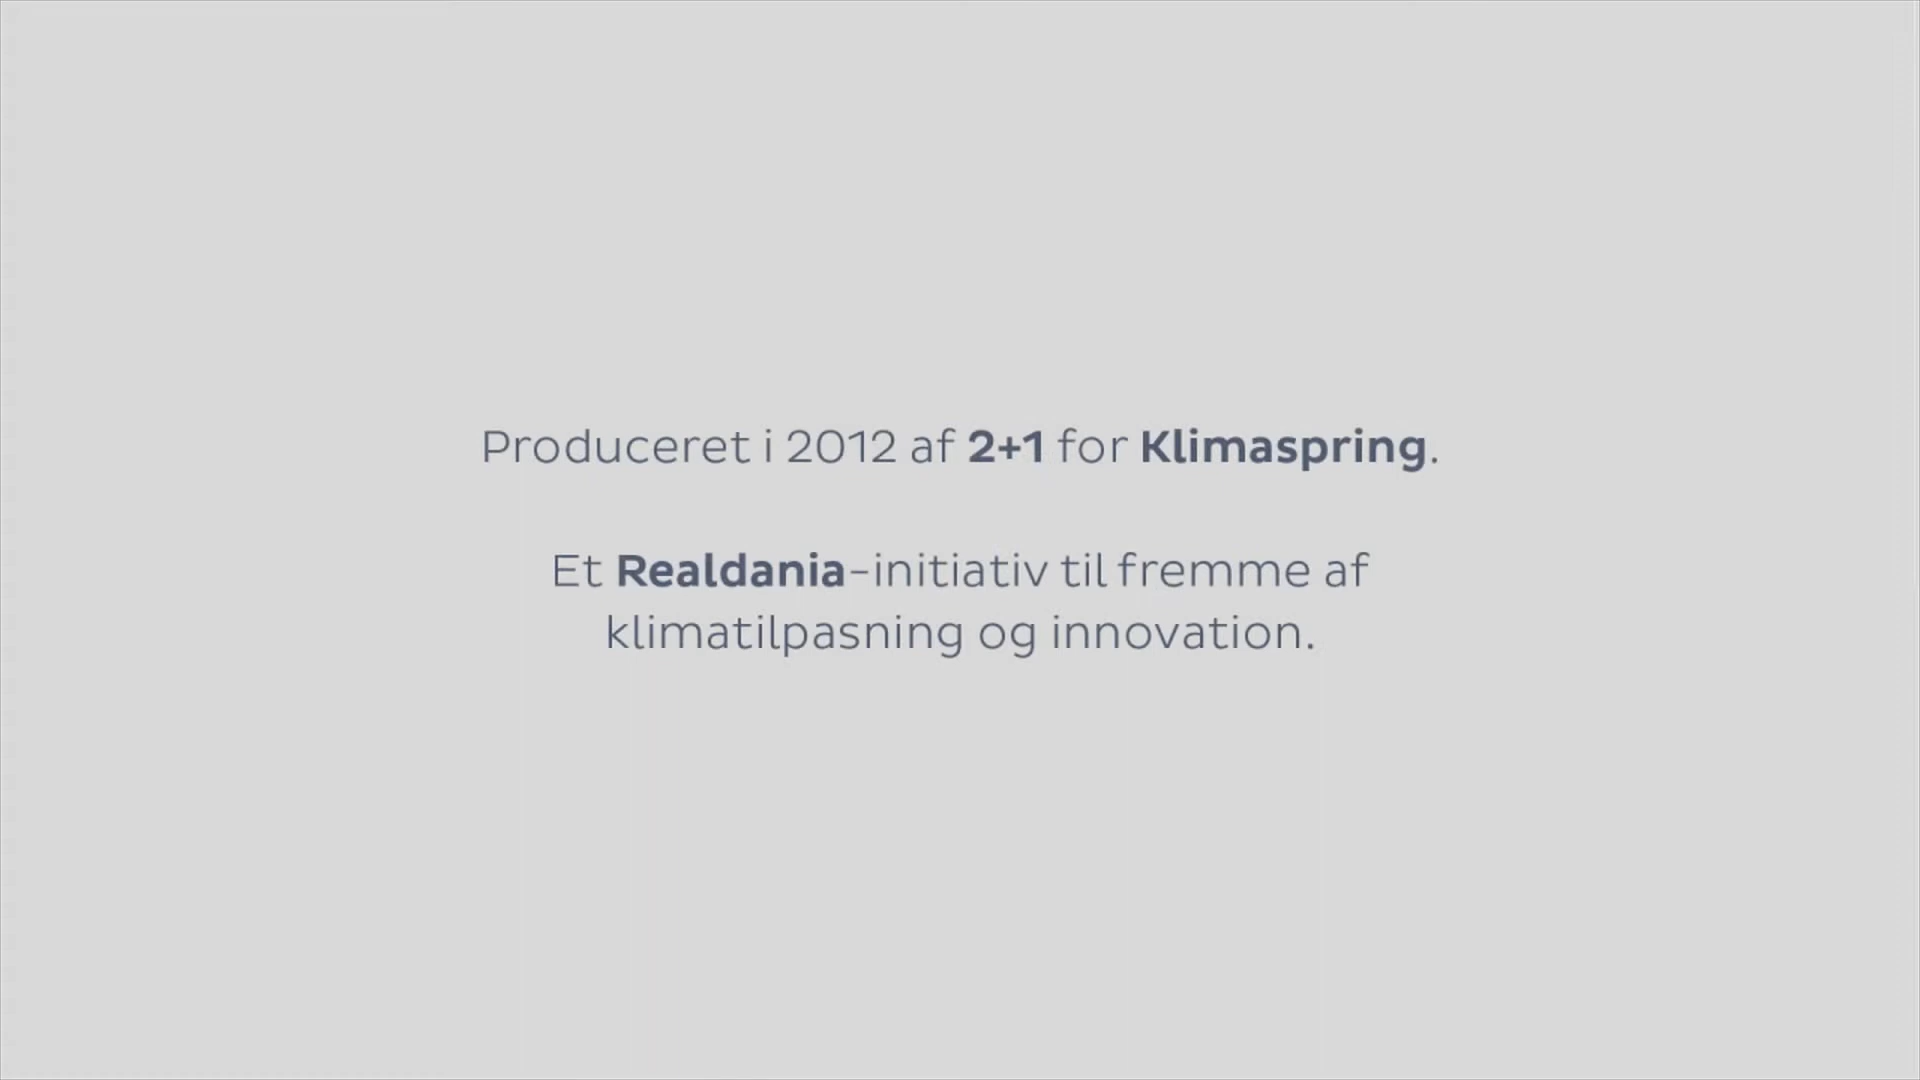 Produceret i 2012 af 2+1 for Klimaspring.
Et Realdania-initiativ til fremme af
klimatilpasning og innovation.